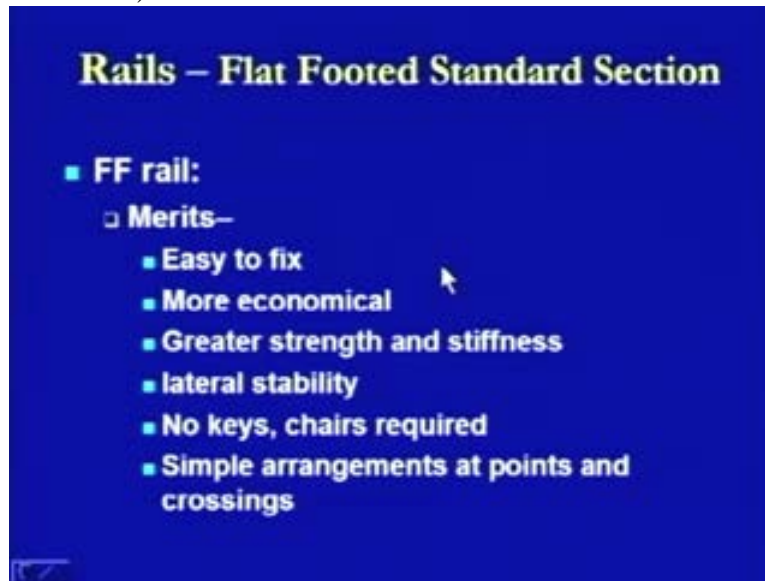 Rails – Flat Footed Standard Section
FF rail:
Merits–
Easy to fix
More economical
Greater strength and stiffness
lateral stability
No keys, chairs required
Simple arrangements at points and
crossings